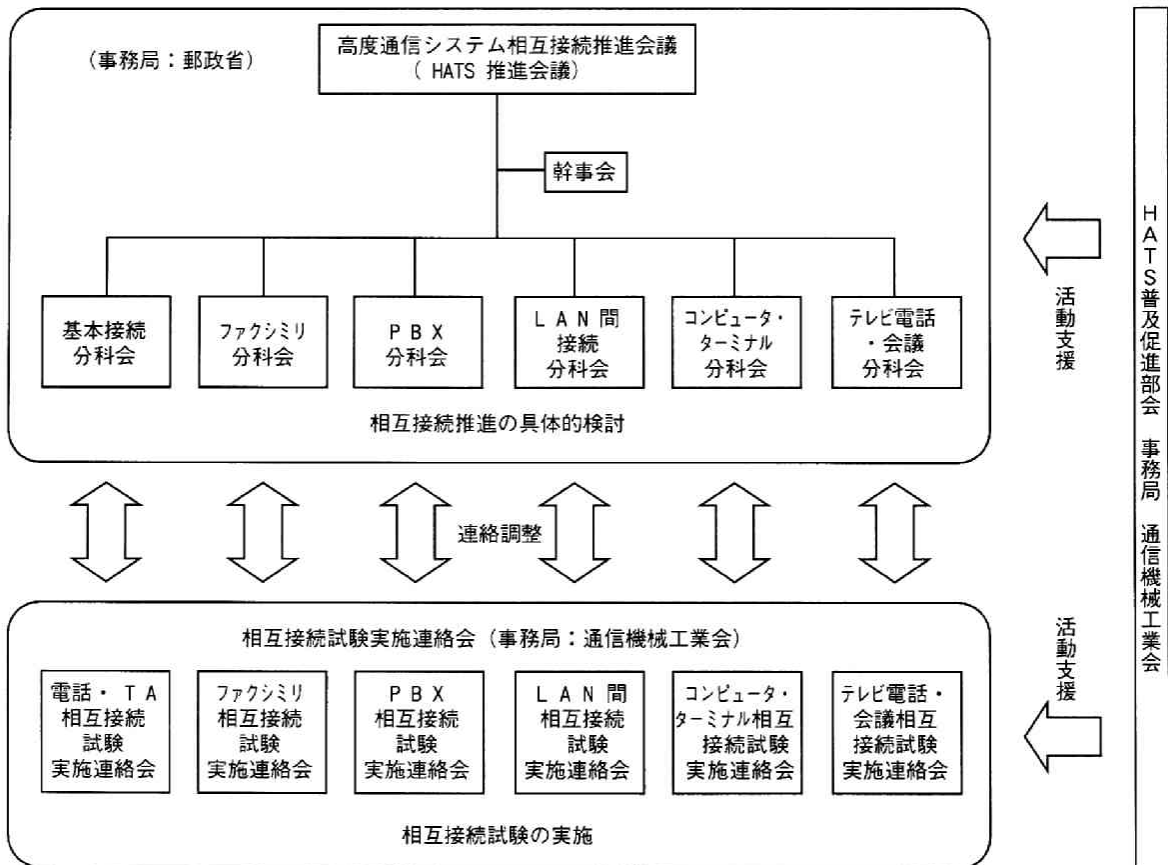 (事務局:郵政省)
高度通信システム相互接続推進会議
( HATS 推進会議)
幹事会
基本接続
分科会
ファクシミリ
分科会
PBX
分科会
LAN間
接続
分科会
コンピュータ・
ターミナル
分科会
テレビ電話
・会議
分科会
相互接続推進の具体的検討
連絡調整
相互接続試験実施連絡会(事務局:通信機械工業会)
電話・TA
相互接続
試験
実施連絡会
ファクシミリ
相互接続
試験
実施連絡会
PBX
相互接続
試験
実施連絡会
LAN間
相互接続
試験
実施連絡会
コンピュータ・
ターミナル相互
接続試験
実施連絡会
テレビ電話・
会議相互
接続試験
実施連絡会
相互接続試験の実施
活動支援
活動支援
HATS普及促進部会 事務局 通信機械工業会